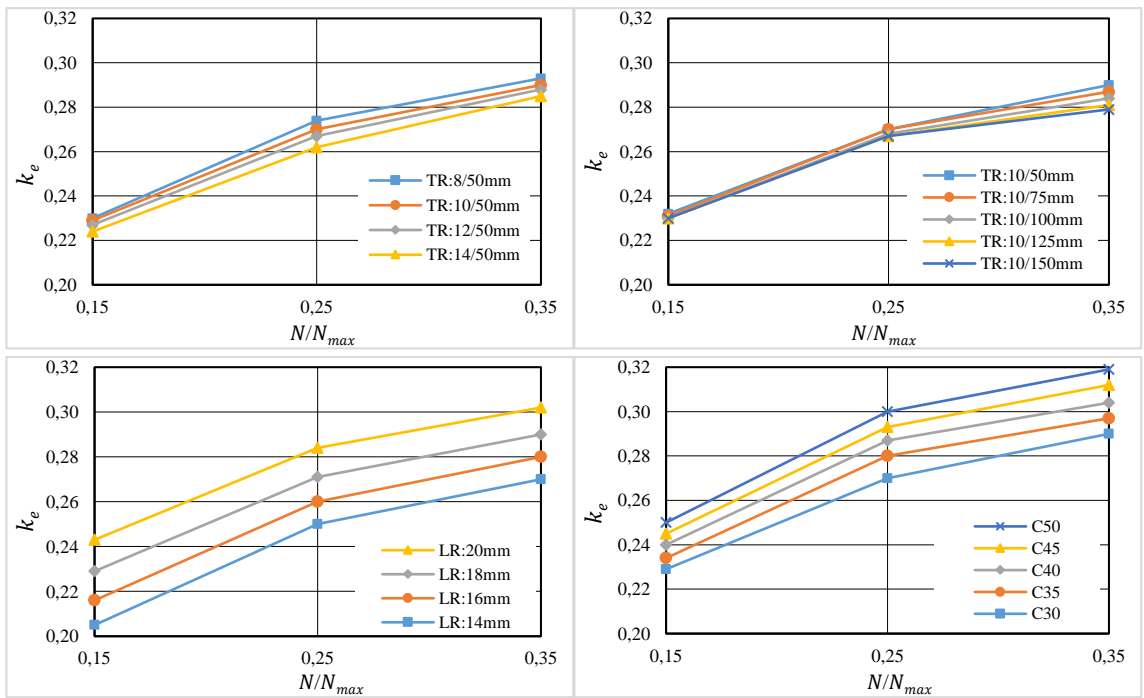 0,32
0,30
0,28
0,26
0,24
0,22
0,20
k_e
0,15
0,25
0,35
N/N_max
TR:8/50mm
TR:10/50mm
TR:12/50mm
TR:14/50mm
0,32
0,30
0,28
0,26
0,24
0,22
0,20
k_e
0,15
0,25
0,35
N/N_max
TR:10/50mm
TR:10/75mm
TR:10/100mm
TR:10/125mm
TR:10/150mm
0,32
0,30
0,28
0,26
0,24
0,22
0,20
k_e
0,15
0,25
0,35
N/N_max
LR:20mm
LR:18mm
LR:16mm
LR:14mm
0,32
0,30
0,28
0,26
0,24
0,22
0,20
k_e
0,15
0,25
0,35
N/N_max
C50
C45
C40
C35
C30